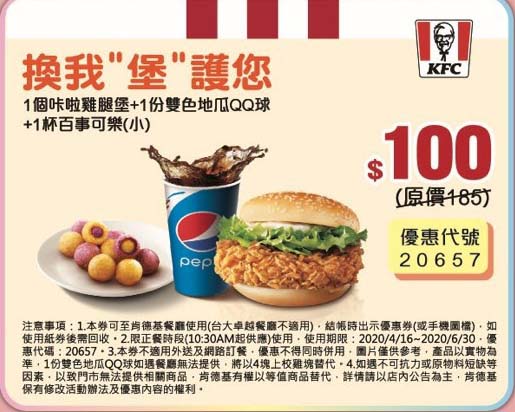 換我"堡"護您
KFC
1個咔啦雞腿堡+1份雙色地瓜QQ球
+1杯百事可樂(小)
$100
(原價185)
優惠代號
20657
pepsi
注意事項：1.本券可至肯德基餐廳使用(台大卓越餐廳不適用)，結帳時出示優惠券(或手機圖檔)，如
使用紙券後需回收。2.限正餐時段(10:30AM起供應)使用，使用期限：2020/4/16~2020/6/30，優
惠代碼：20657。3.本券不適用外送及網路訂餐，優惠不得同時併用，圖片僅供參考，產品以實物為
準，1份雙色地瓜QQ球如遇餐廳無法提供，將以4塊上校雞塊替代。4.如遇不可抗力或原物料短缺等
因素，以致門市無法提供相關商品，肯德基有權以等值商品替代，詳情請以店內公告為主，肯德基
保有修改活動辦法及優惠內容的權利。